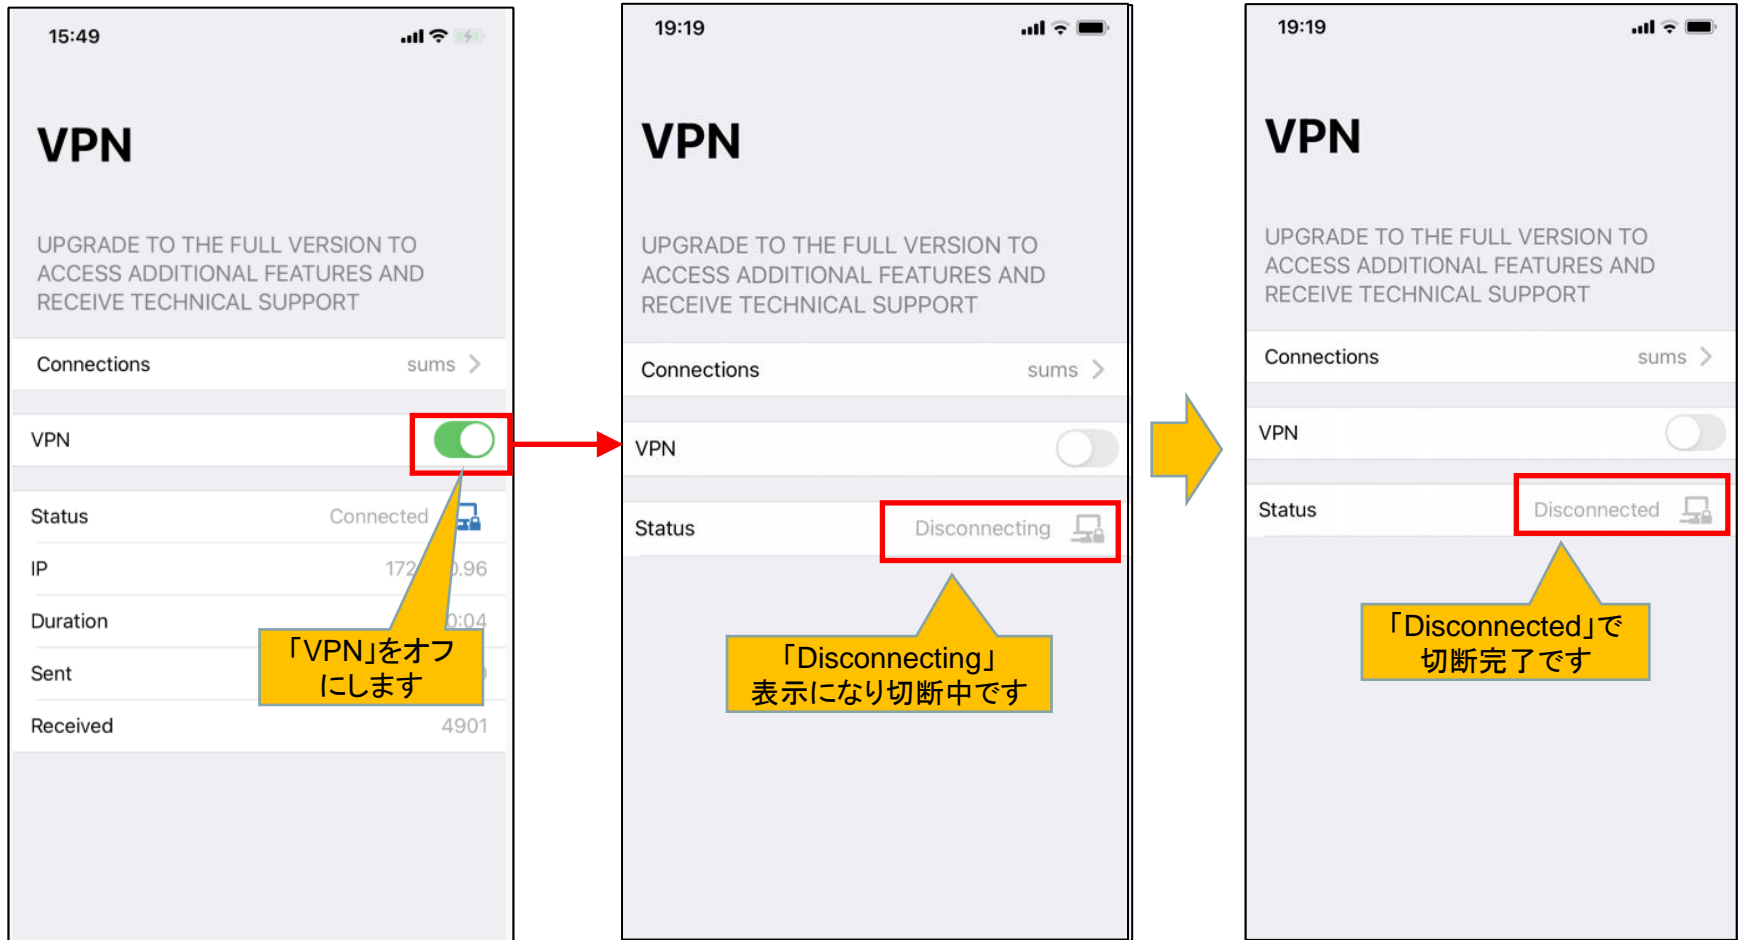 15:49
VPN
UPGRADE TO THE FULL VERSION TO
ACCESS ADDITIONAL FEATURES AND
RECEIVE TECHNICAL SUPPORT
Connections sums
VPN
Status Connected
IP
Duration
Sent
Received 4901
「VPN」をオフ
にします
19:19
VPN
UPGRADE TO THE FULL VERSION TO
ACCESS ADDITIONAL FEATURES AND
RECEIVE TECHNICAL SUPPORT
Connections sums
VPN
Status Disconnecting
「Disconnecting」
表示になり切断中です
19:19
VPN
UPGRADE TO THE FULL VERSION TO
ACCESS ADDITIONAL FEATURES AND
RECEIVE TECHNICAL SUPPORT
Connections sums
VPN
Status Disconnected
「Disconnected」で
切断完了です